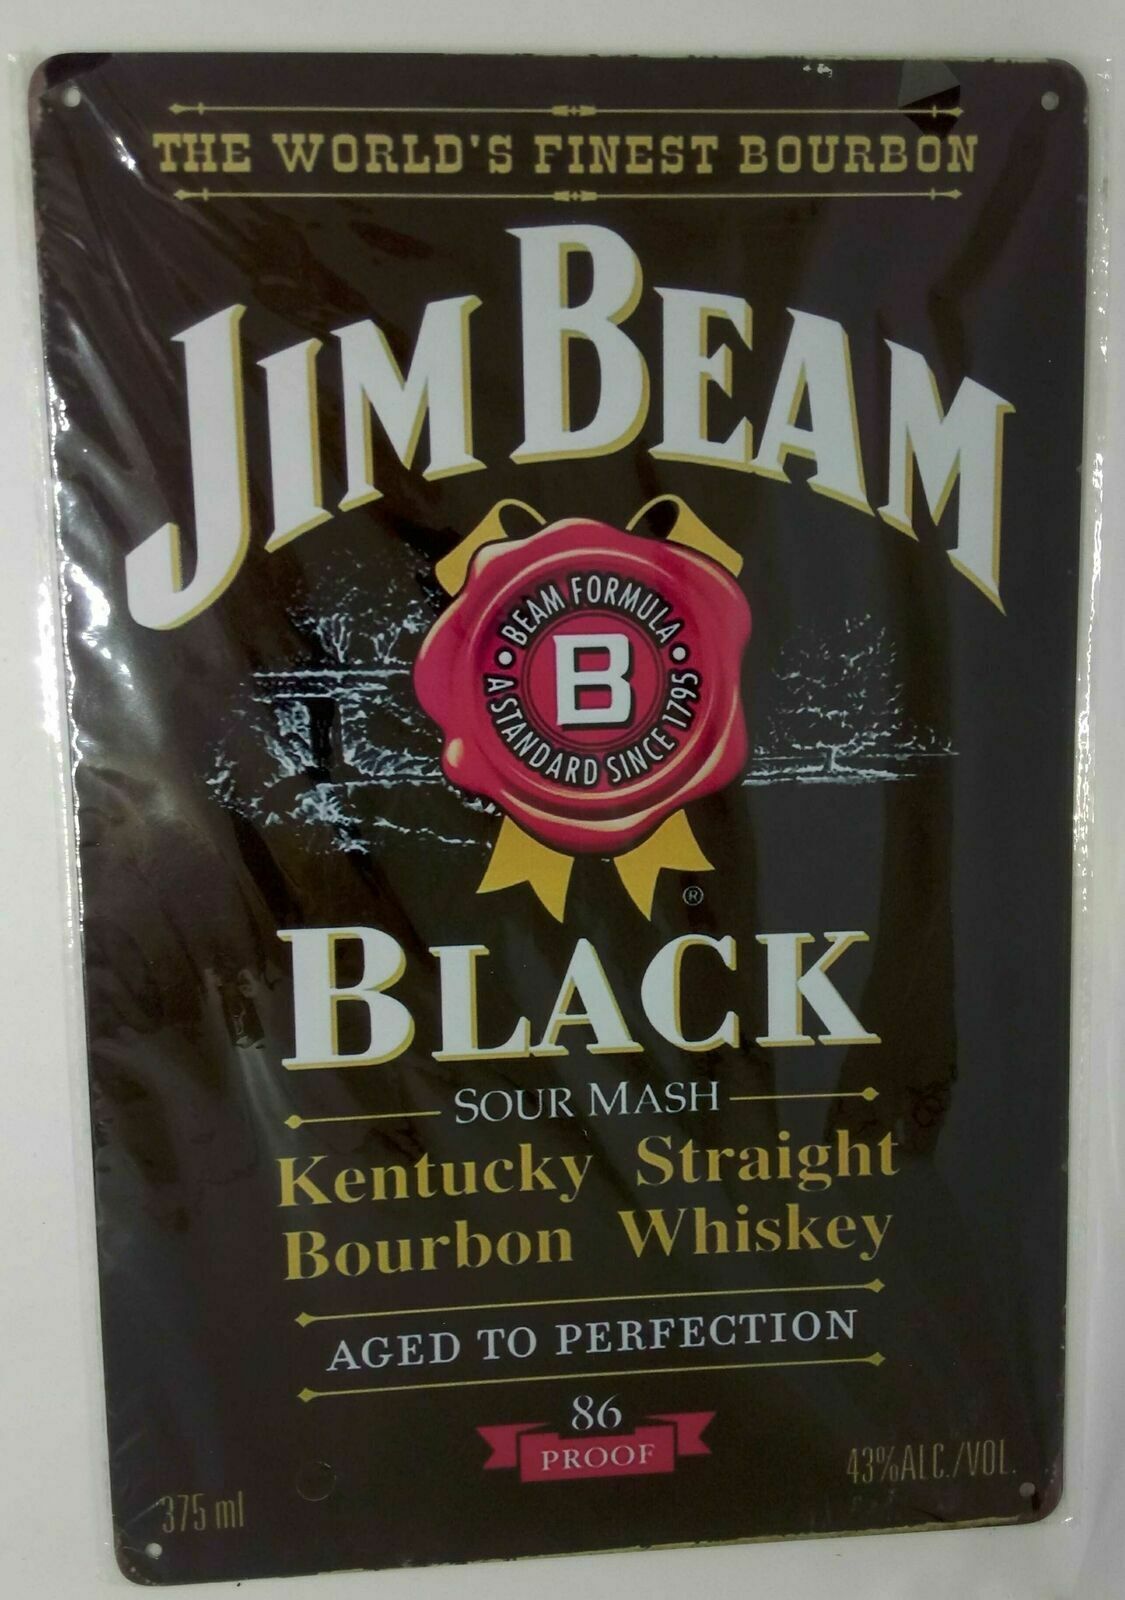 THE WORLD'S FINEST BOURBON
JIM BEAM
BEAM FORMULA
B
A STANDARD SINCE 1795
®
BLACK
SOUR MASH
Kentucky Straight
Bourbon Whiskey
AGED TO PERFECTION
86
PROOF
43%ALC./VOL.
375 ml